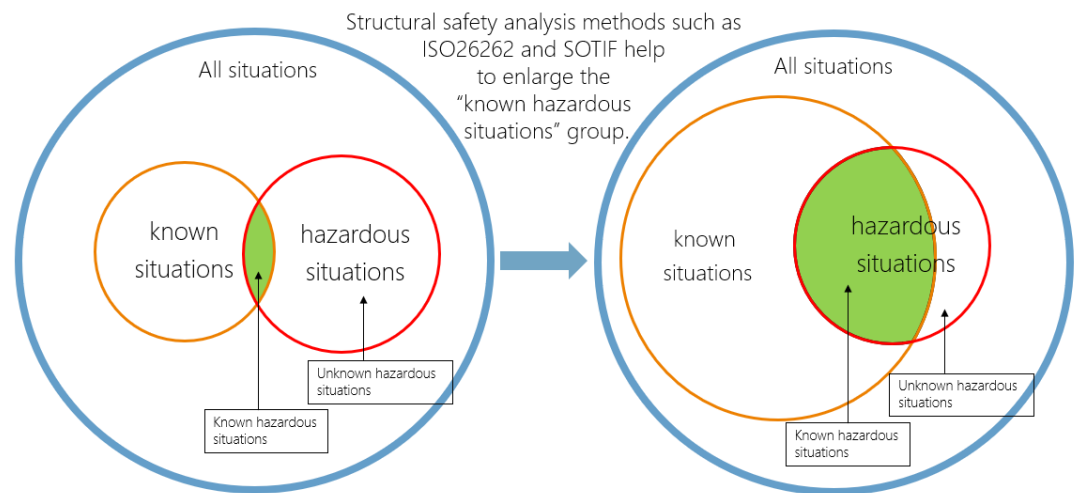 Structural safety analysis methods such as
ISO26262 and SOTIF help
to enlarge the
“known hazardous
situations” group.
All situations
known
situations
hazardous
situations
Unknown hazardous
situations
Known hazardous
situations
All situations
known
situations
hazardous
situations
Unknown hazardous
situations
Known hazardous
situations